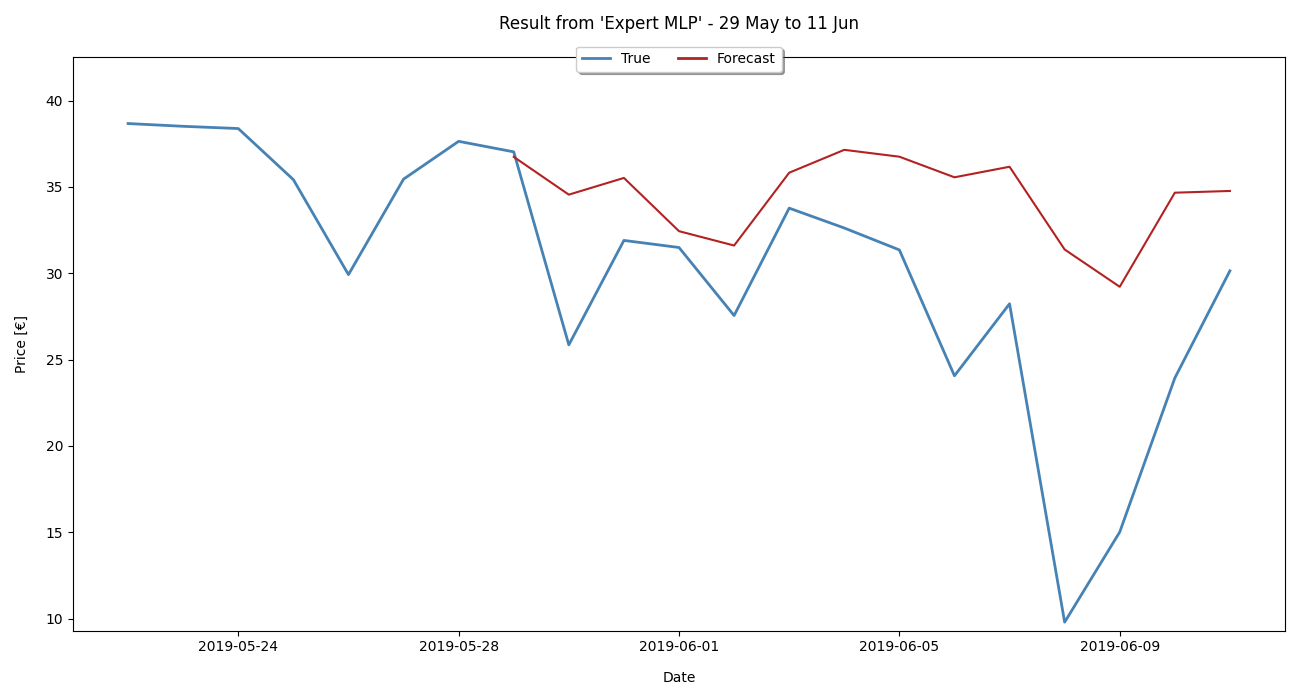 Result from 'Expert MLP' - 29 May to 11 Jun
True Forecast
40
35
30
25
20
15
10
Price [€]
2019-05-24 2019-05-28 2019-06-01 2019-06-05 2019-06-09
Date